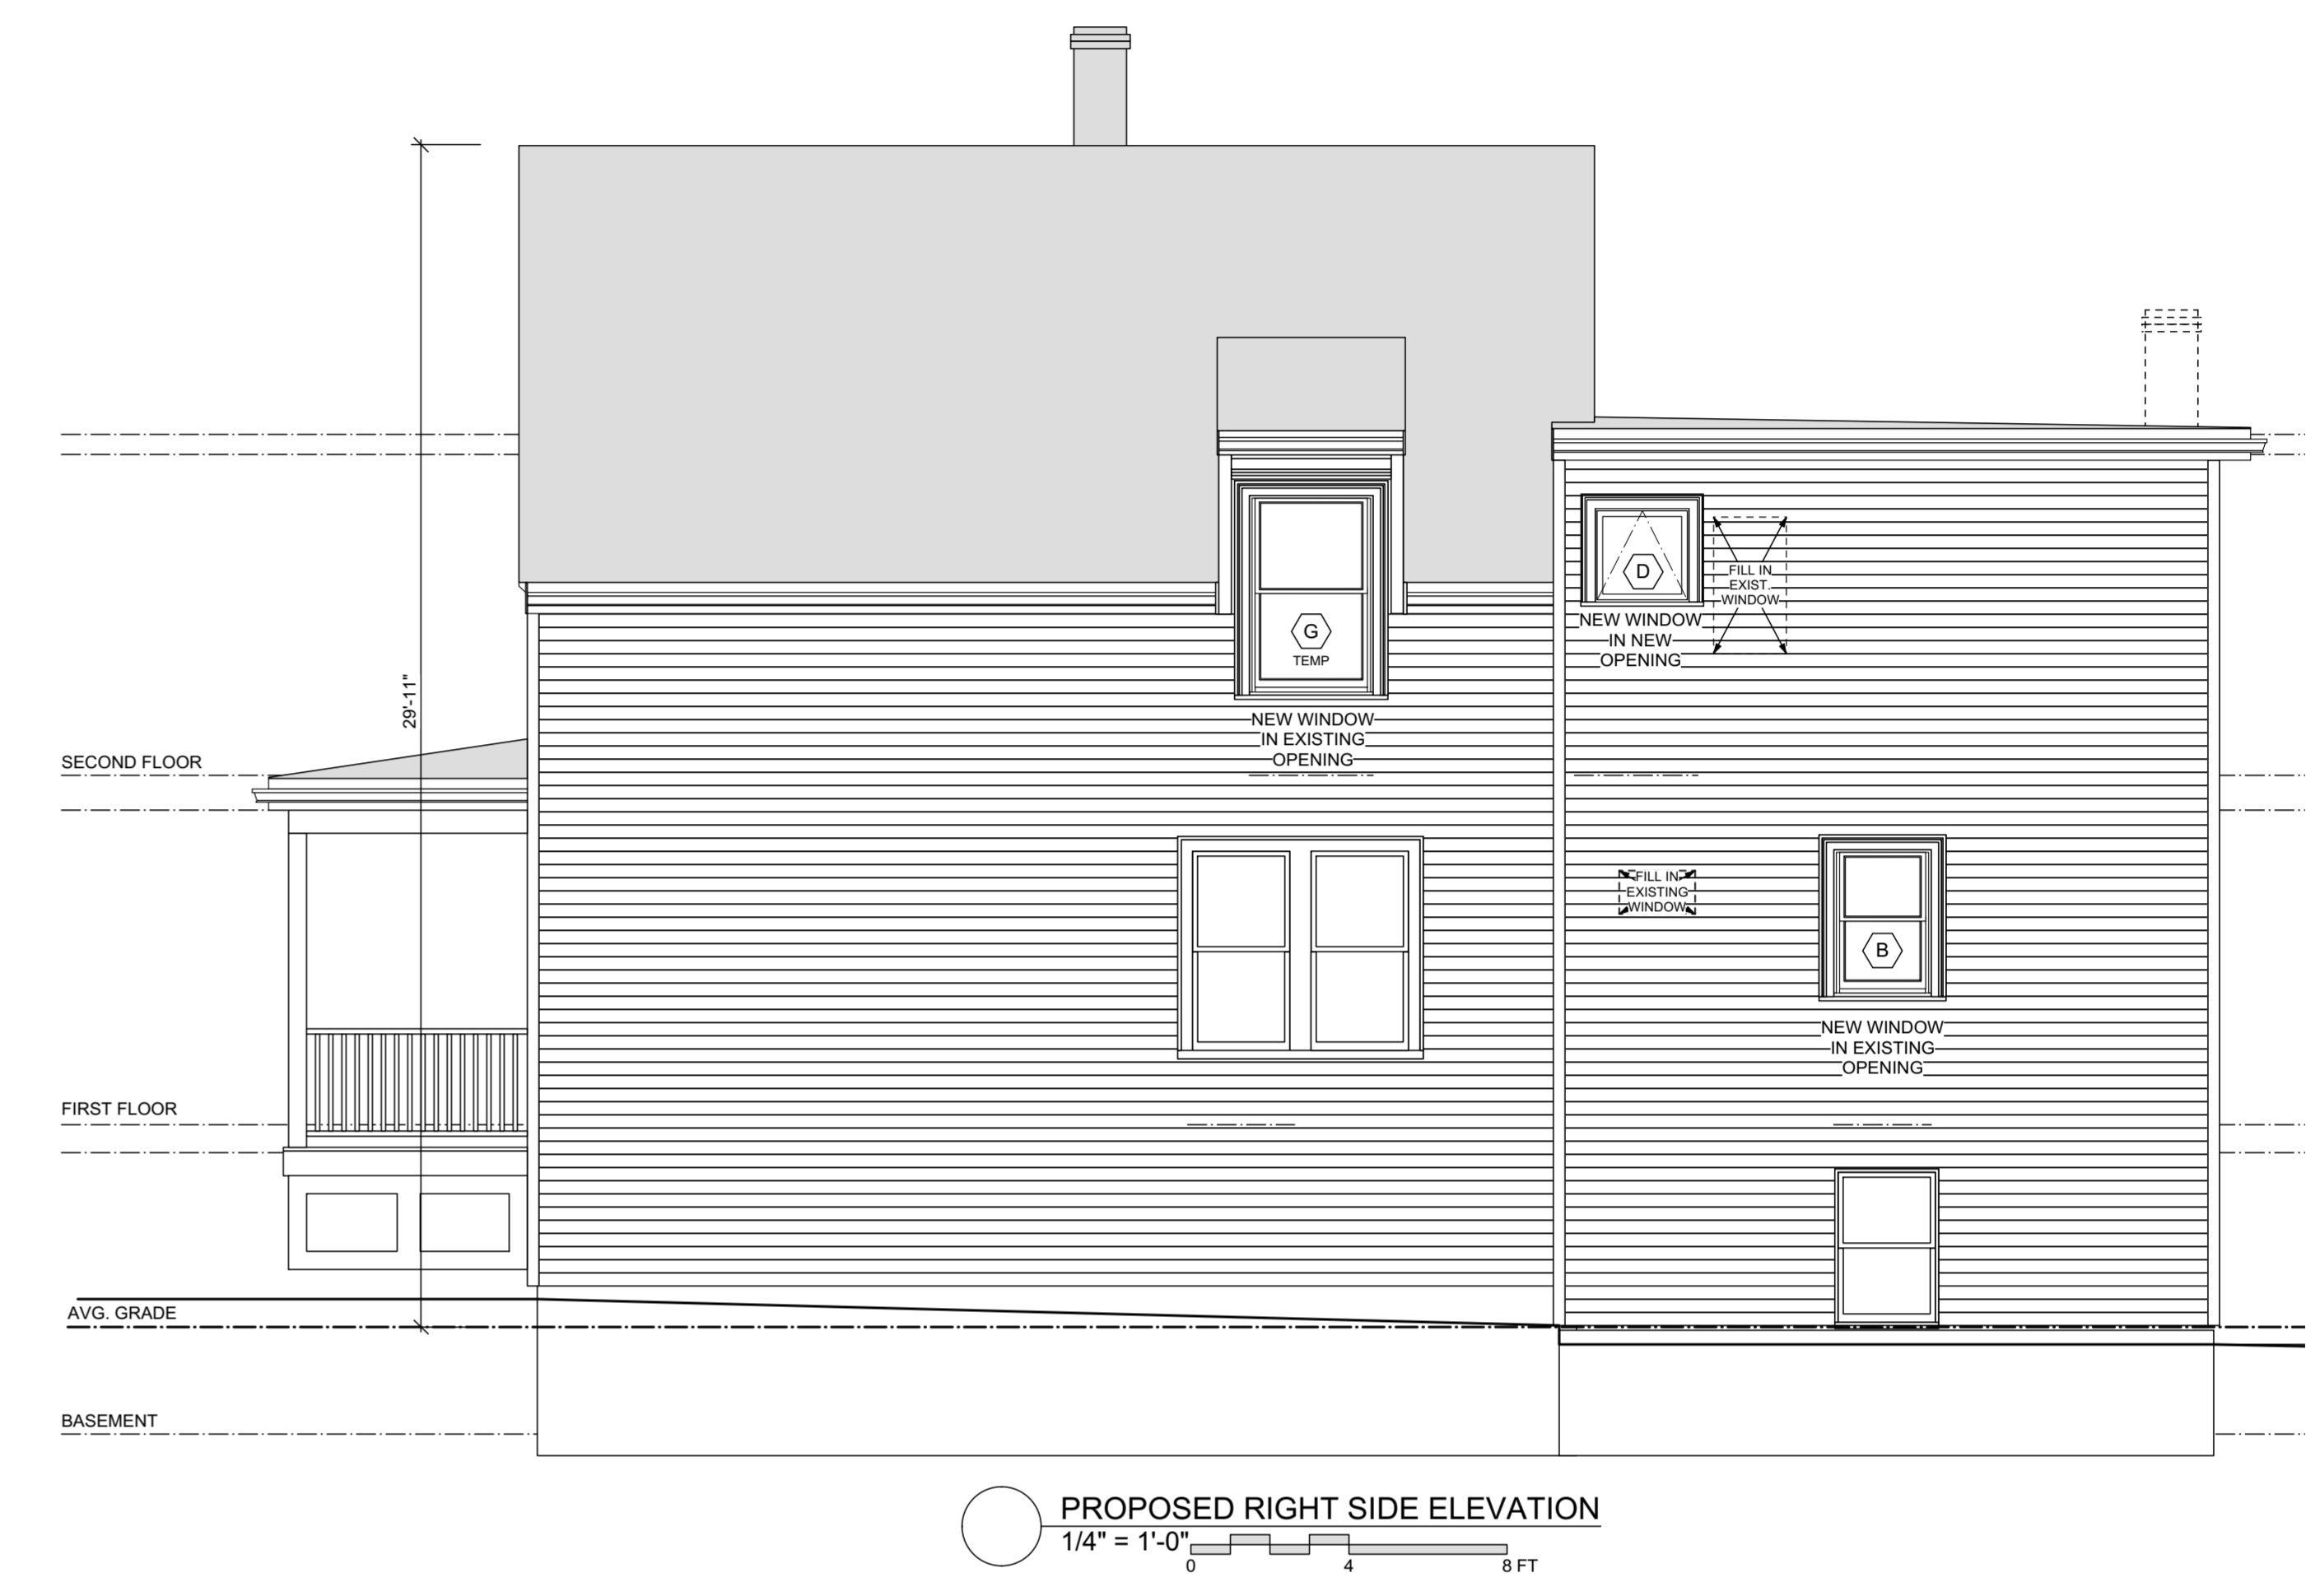 D
FILL IN
EXIST.
WINDOW
NEW WINDOW
IN NEW
OPENING
G
TEMP
29'-11"
NEW WINDOW
IN EXISTING
OPENING
SECOND FLOOR
FILL IN
EXISTING
WINDOW
B
NEW WINDOW
IN EXISTING
OPENING
FIRST FLOOR
AVG. GRADE
BASEMENT
PROPOSED RIGHT SIDE ELEVATION
1/4" = 1'-0"
0 4 8 FT